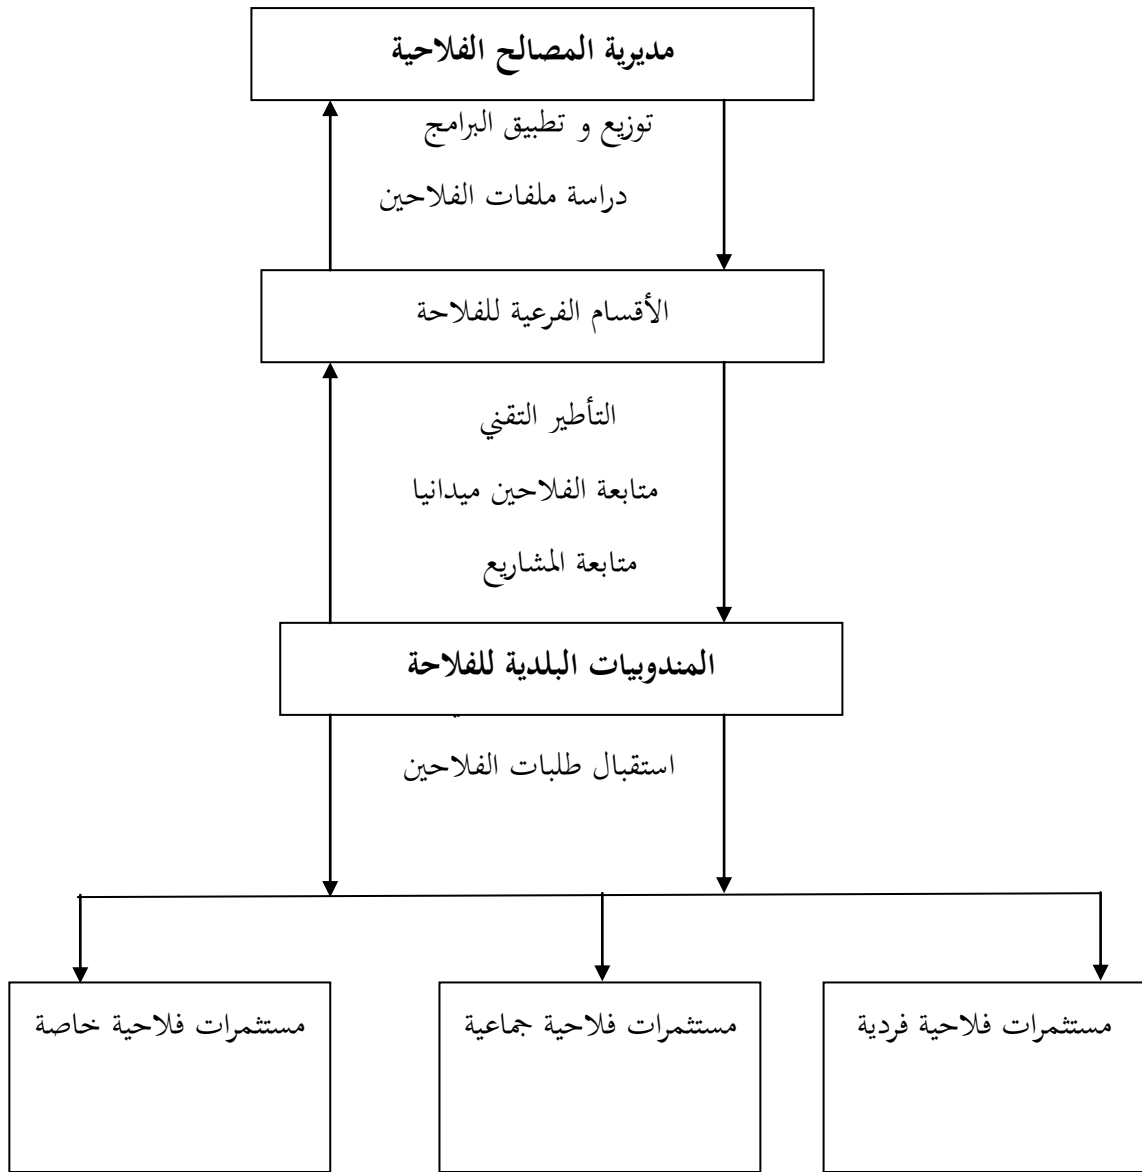 مديرية المصالح الفلاحية
توزيع و تطبيق البرامج
دراسة ملفات الفلاحين
الأقسام الفرعية للفلاحة
التأطير التقني
متابعة الفلاحين ميدانيا
متابعة المشاريع
المندوبيات البلدية للفلاحة
استقبال طلبات الفلاحين
مستثمرات فلاحية فردية
مستثمرات فلاحية جماعية
مستثمرات فلاحية خاصة